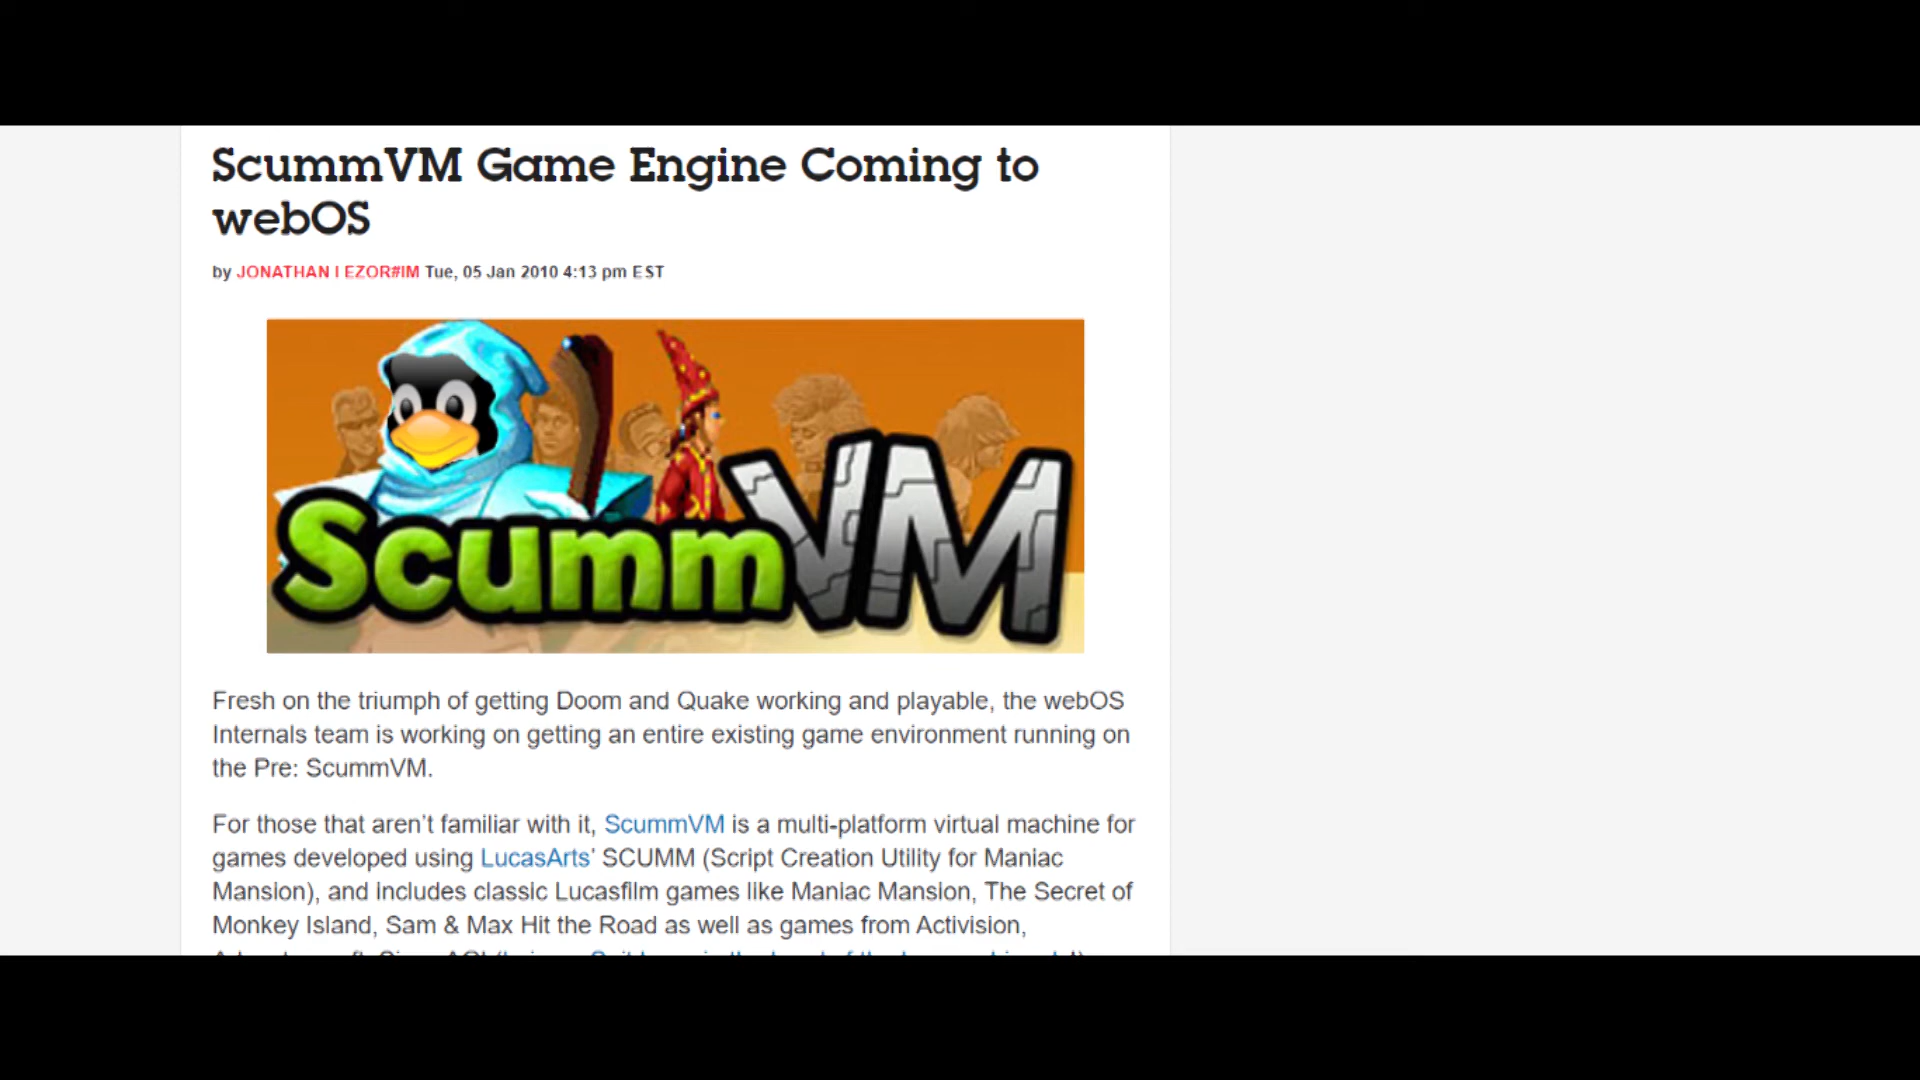 ScummVM Game Engine Coming to
webOS
by JONATHAN I EZOR#IM Tue, 05 Jan 2010 4:13 pm EST
ScummVM
Fresh on the triumph of getting Doom and Quake working and playable, the webOS
Internals team is working on getting an entire existing game environment running on
the Pre: ScummVM.
For those that aren’t familiar with it, ScummVM is a multi-platform virtual machine for
games developed using LucasArts’ SCUMM (Script Creation Utility for Maniac
Mansion), and includes classic Lucasfilm games like Maniac Mansion, The Secret of
Monkey Island, Sam & Max Hit the Road as well as games from Activision,